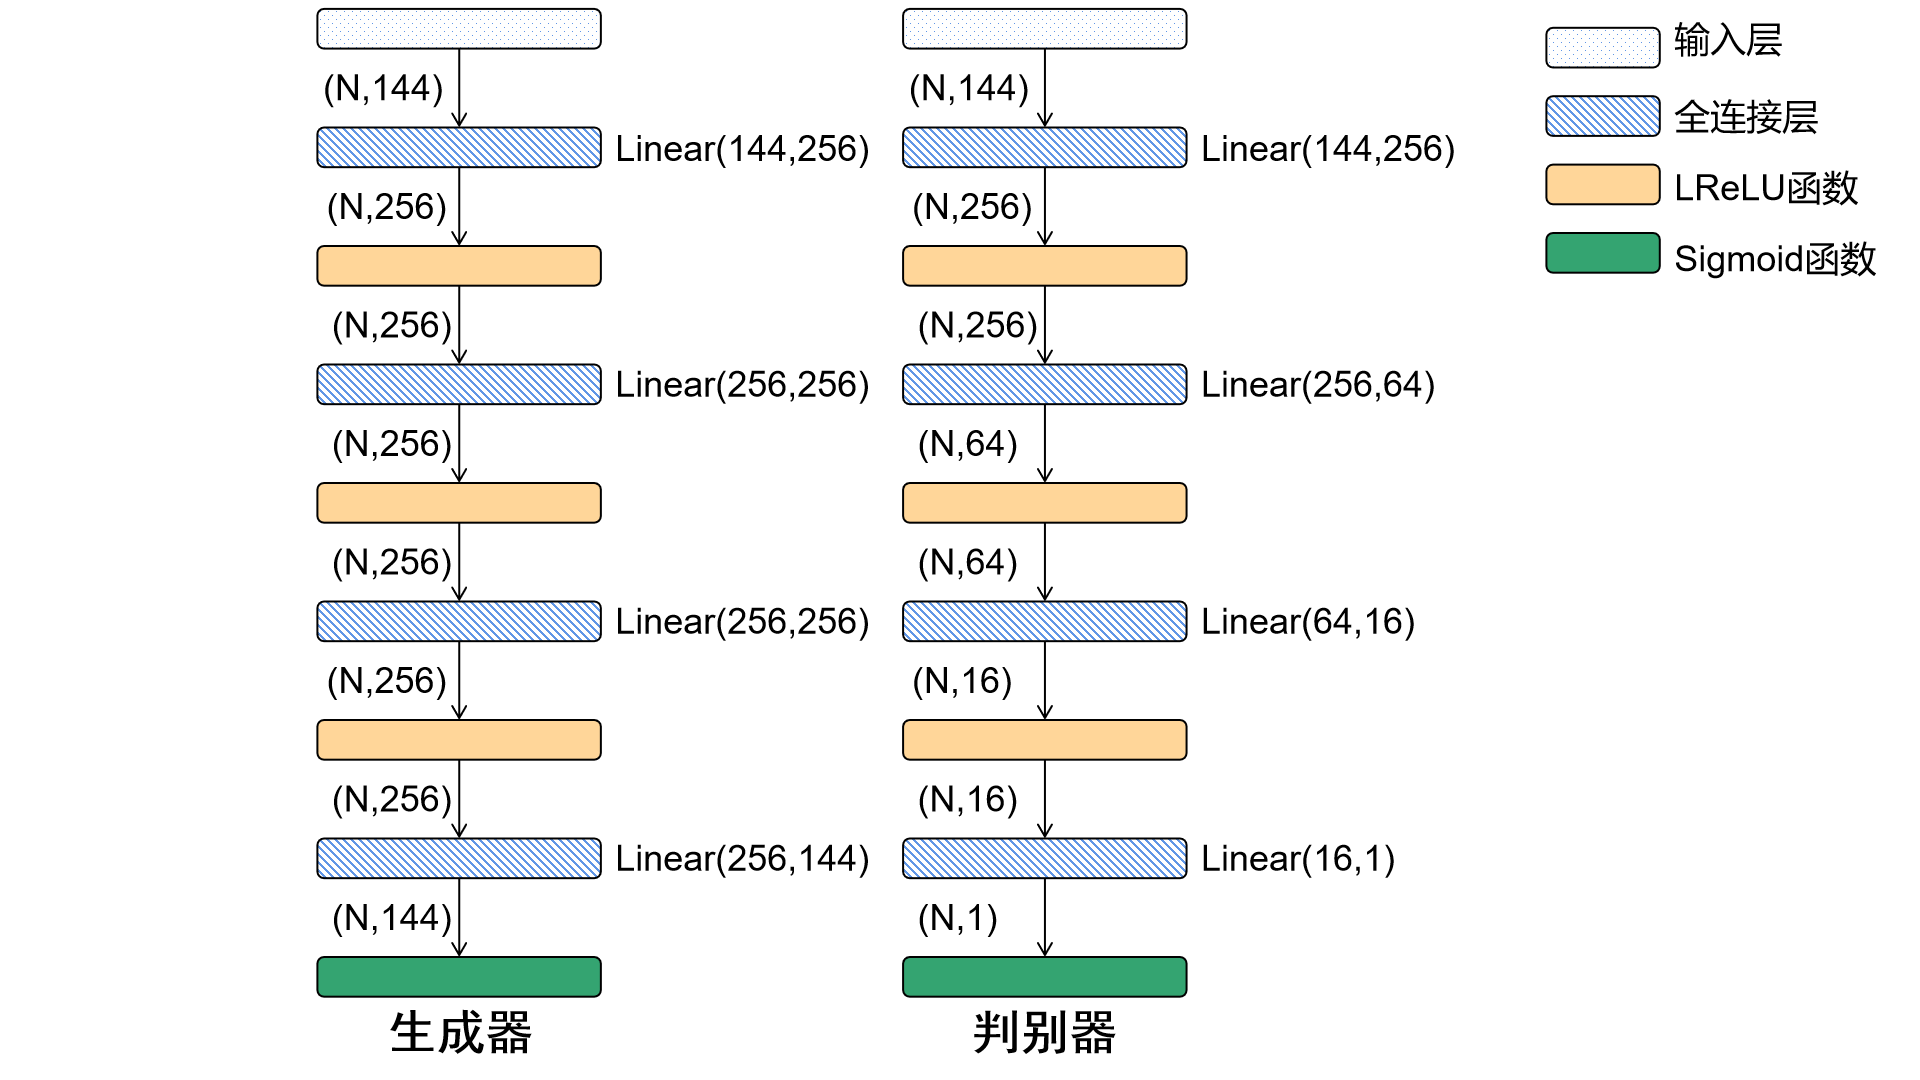 (N,144)
Linear(144,256)
(N,256)
(N,256)
Linear(256,256)
(N,256)
(N,256)
Linear(256,256)
(N,256)
(N,256)
Linear(256,144)
(N,144)
生成器
(N,144)
Linear(144,256)
(N,256)
(N,256)
Linear(256,64)
(N,64)
(N,64)
Linear(64,16)
(N,16)
(N,16)
Linear(16,1)
(N,1)
判别器
输入层
全连接层
LReLU函数
Sigmoid函数